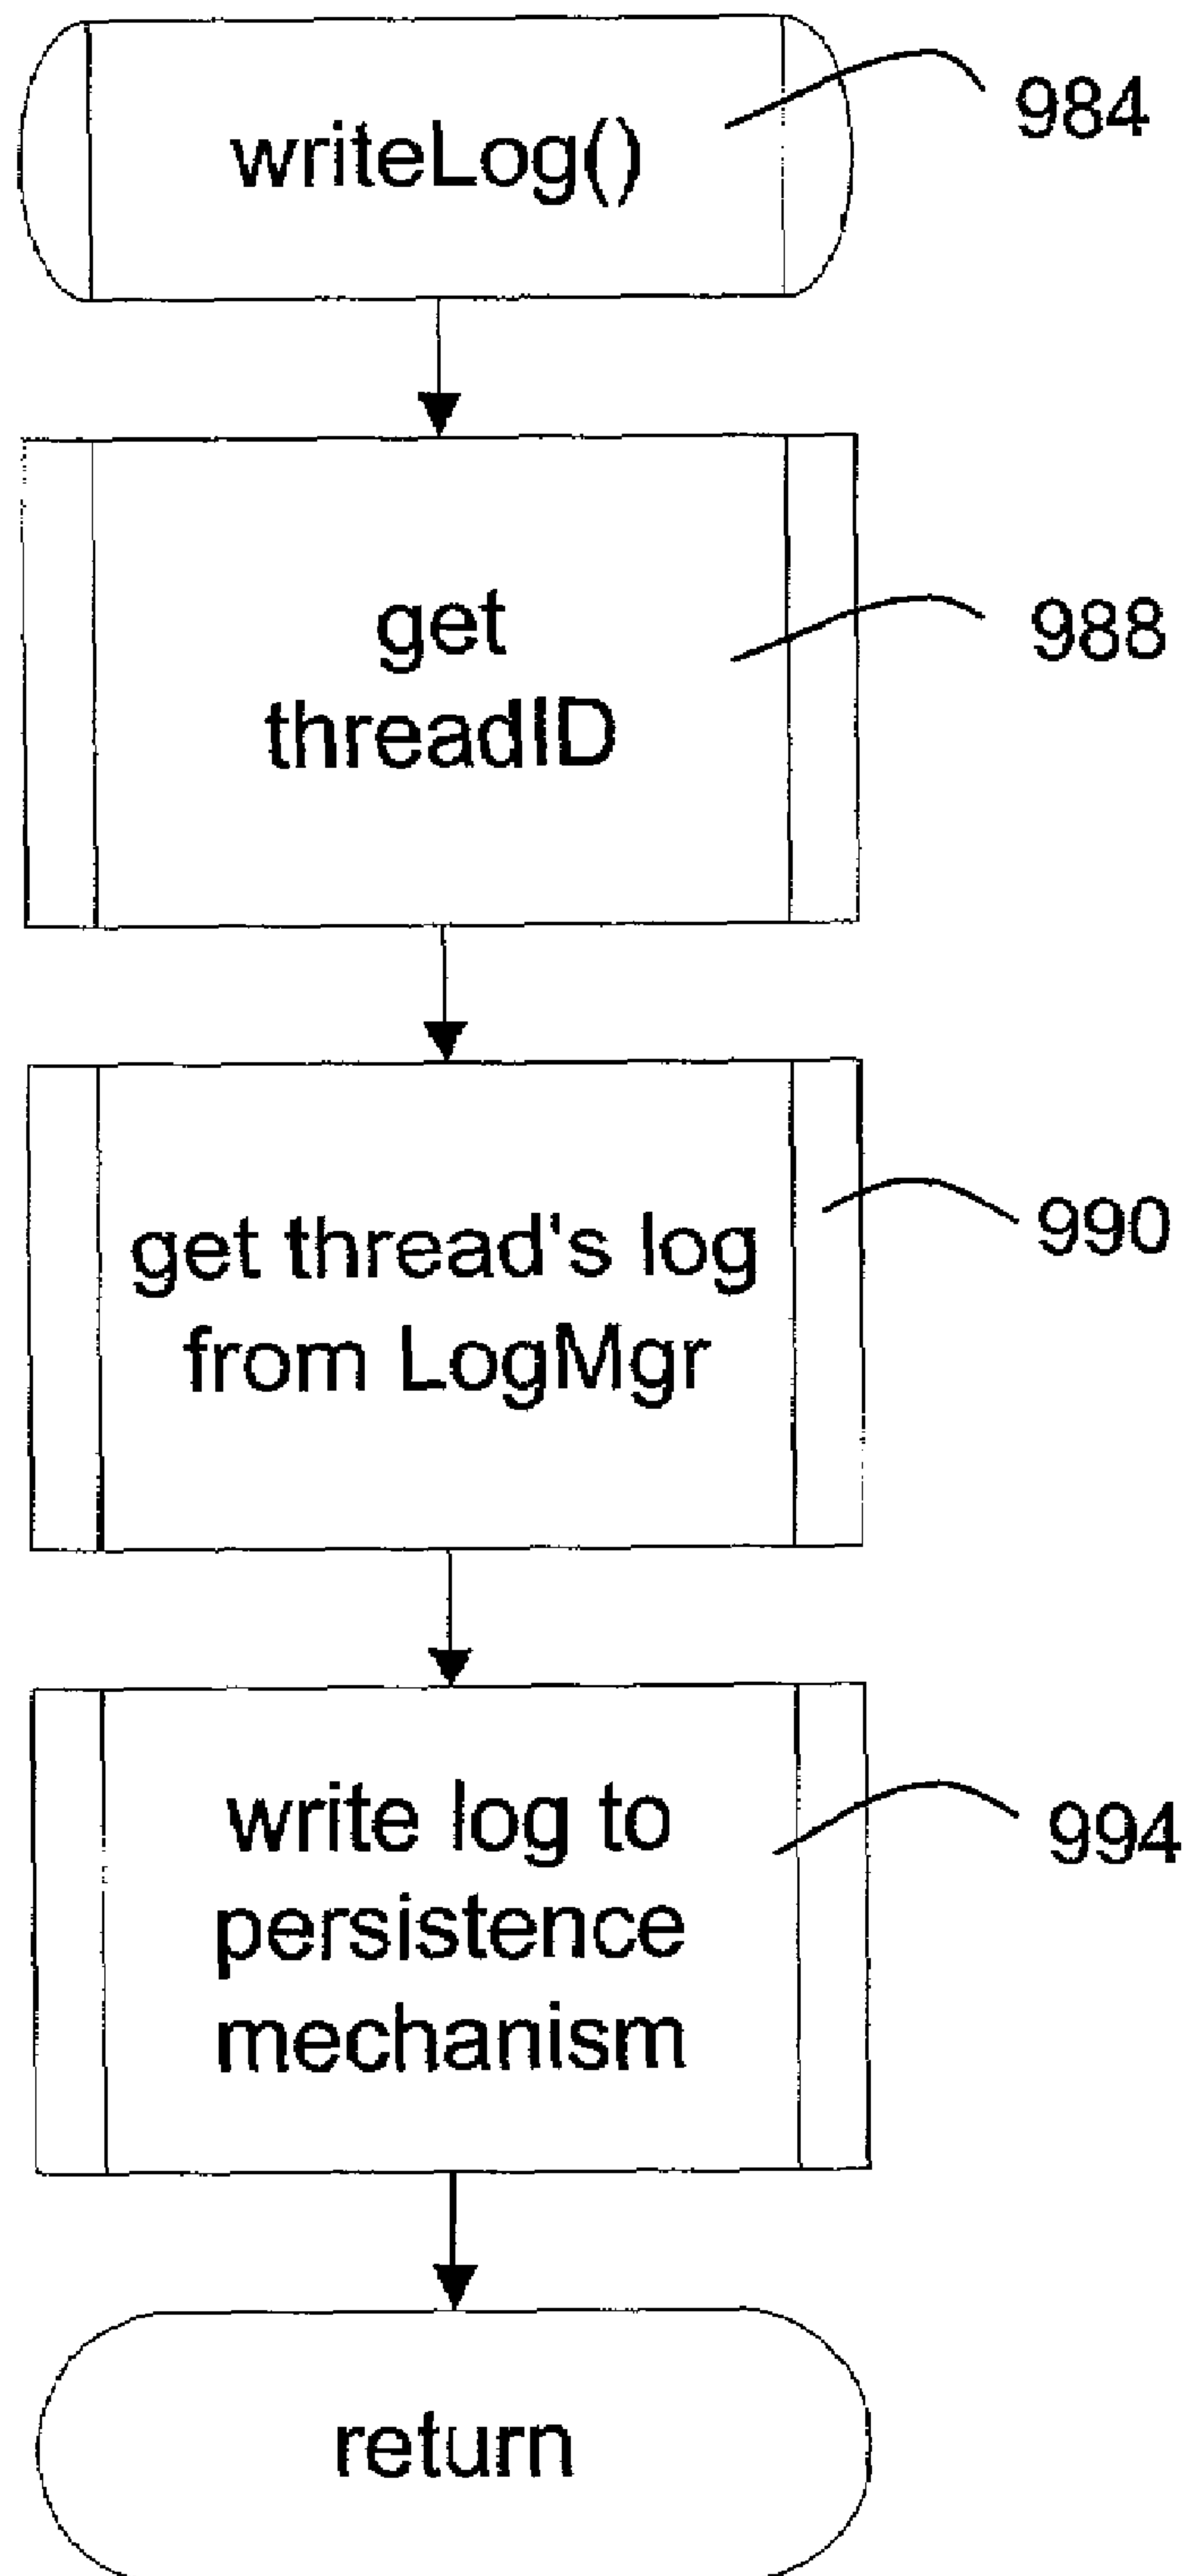 writeLog()
984
get
threadID
988
get thread's log
from LogMgr
990
write log to
persistence
mechanism
994
return